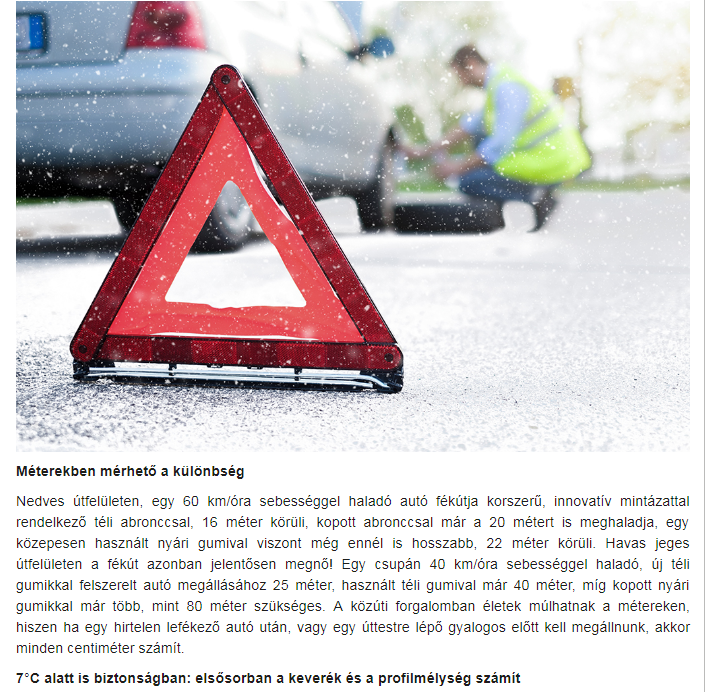 Méterekben mérhető a különbség
Nedves útfelületen, egy 60 km/óra sebességgel haladó autó fékútja korszerű, innovatív mintázattal
rendelkező téli abronccsal, 16 méter körüli, kopott abronccsal már a 20 métert is meghaladja, egy
közepesen használt nyári gumival viszont még ennél is hosszabb, 22 méter körüli. Havas jeges
útfelületen a fékút azonban jelentősen megnő! Egy csupán 40 km/óra sebességgel haladó, új téli
gumikkal felszerelt autó megállásához 25 méter, használt téli gumival már 40 méter, míg kopott nyári
gumikkal már több, mint 80 méter szükséges. A közúti forgalomban életek múlhatnak a métereken,
hiszen ha egy hirtelen lefékező autó után, vagy egy úttestre lépő gyalogos előtt kell megállnunk, akkor
minden centiméter számít.
7°C alatt is biztonságban: elsősorban a keverék és a profilmélység számít